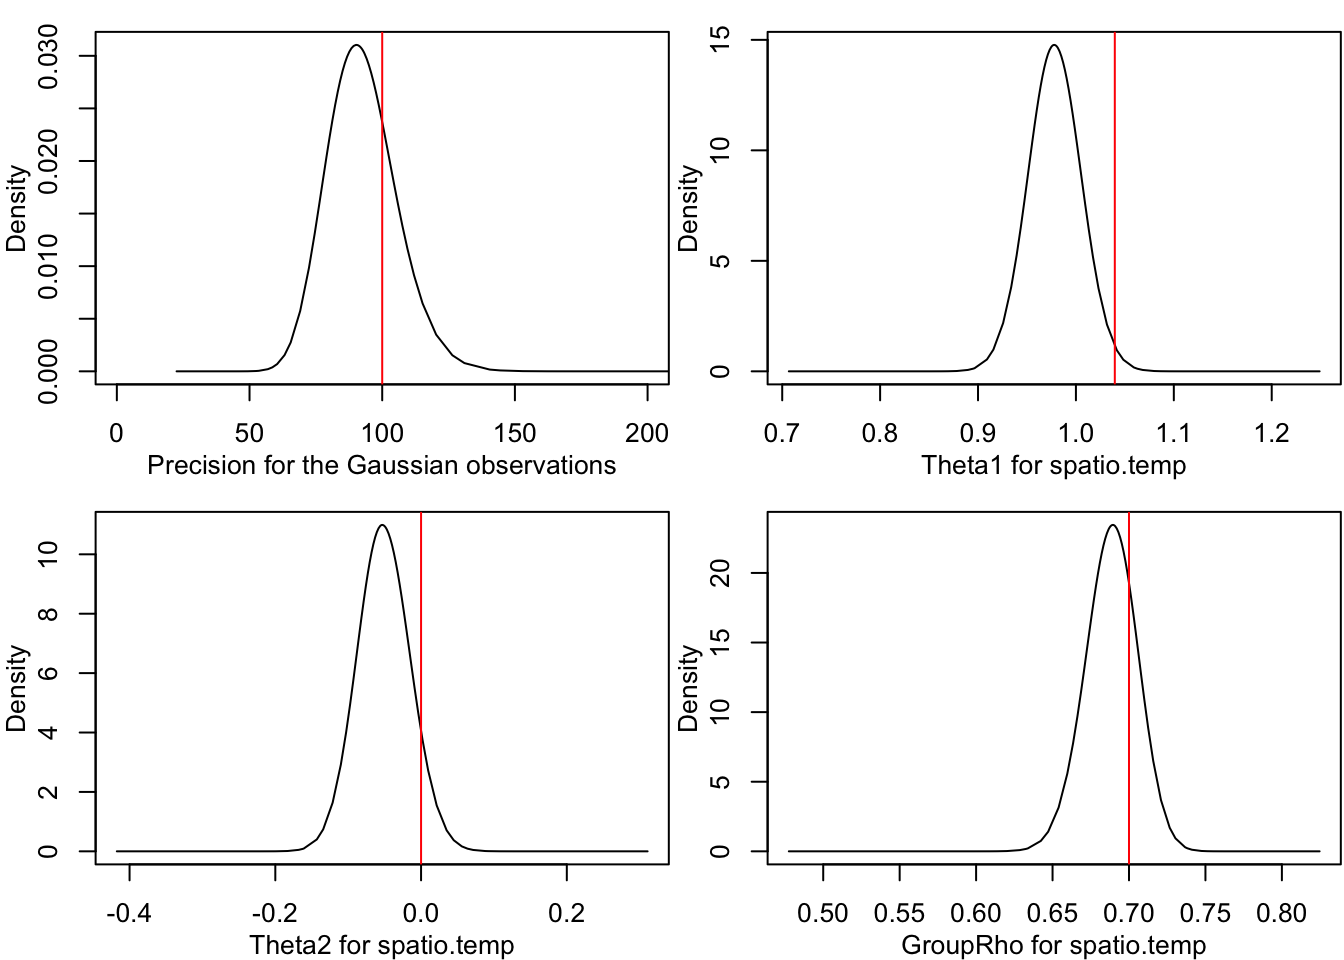 Density
0.000 0.010 0.020 0.030
0 50 100 150 200
Precision for the Gaussian observations
Density
0 5 10 15
0.7 0.8 0.9 1.0 1.1 1.2
Theta1 for spatio.temp
Density
0 2 4 6 8 10
-0.4 -0.2 0.0 0.2
Theta2 for spatio.temp
Density
0 5 10 15 20
0.50 0.55 0.60 0.65 0.70 0.75 0.80
GroupRho for spatio.temp